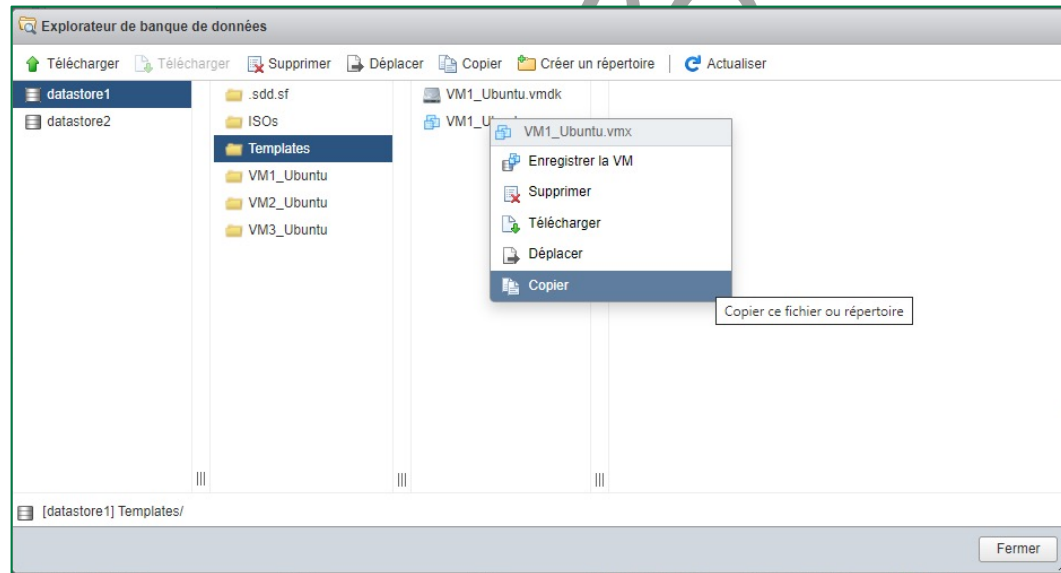 Explorateur de banque de données
Télécharger Télécharger Supprimer Déplacer Copier Créer un répertoire Actualiser
datastore1 .sdd.sf VM1_Ubuntu.vmdk
datastore2 ISOs
VM1_Ubuntu.vmx
Templates
Enregistrer la VM
VM1_Ubuntu
Supprimer
VM2_Ubuntu
Télécharger
VM3_Ubuntu
Déplacer
Copier
Copier ce fichier ou répertoire
[datastore1] Templates/
Fermer